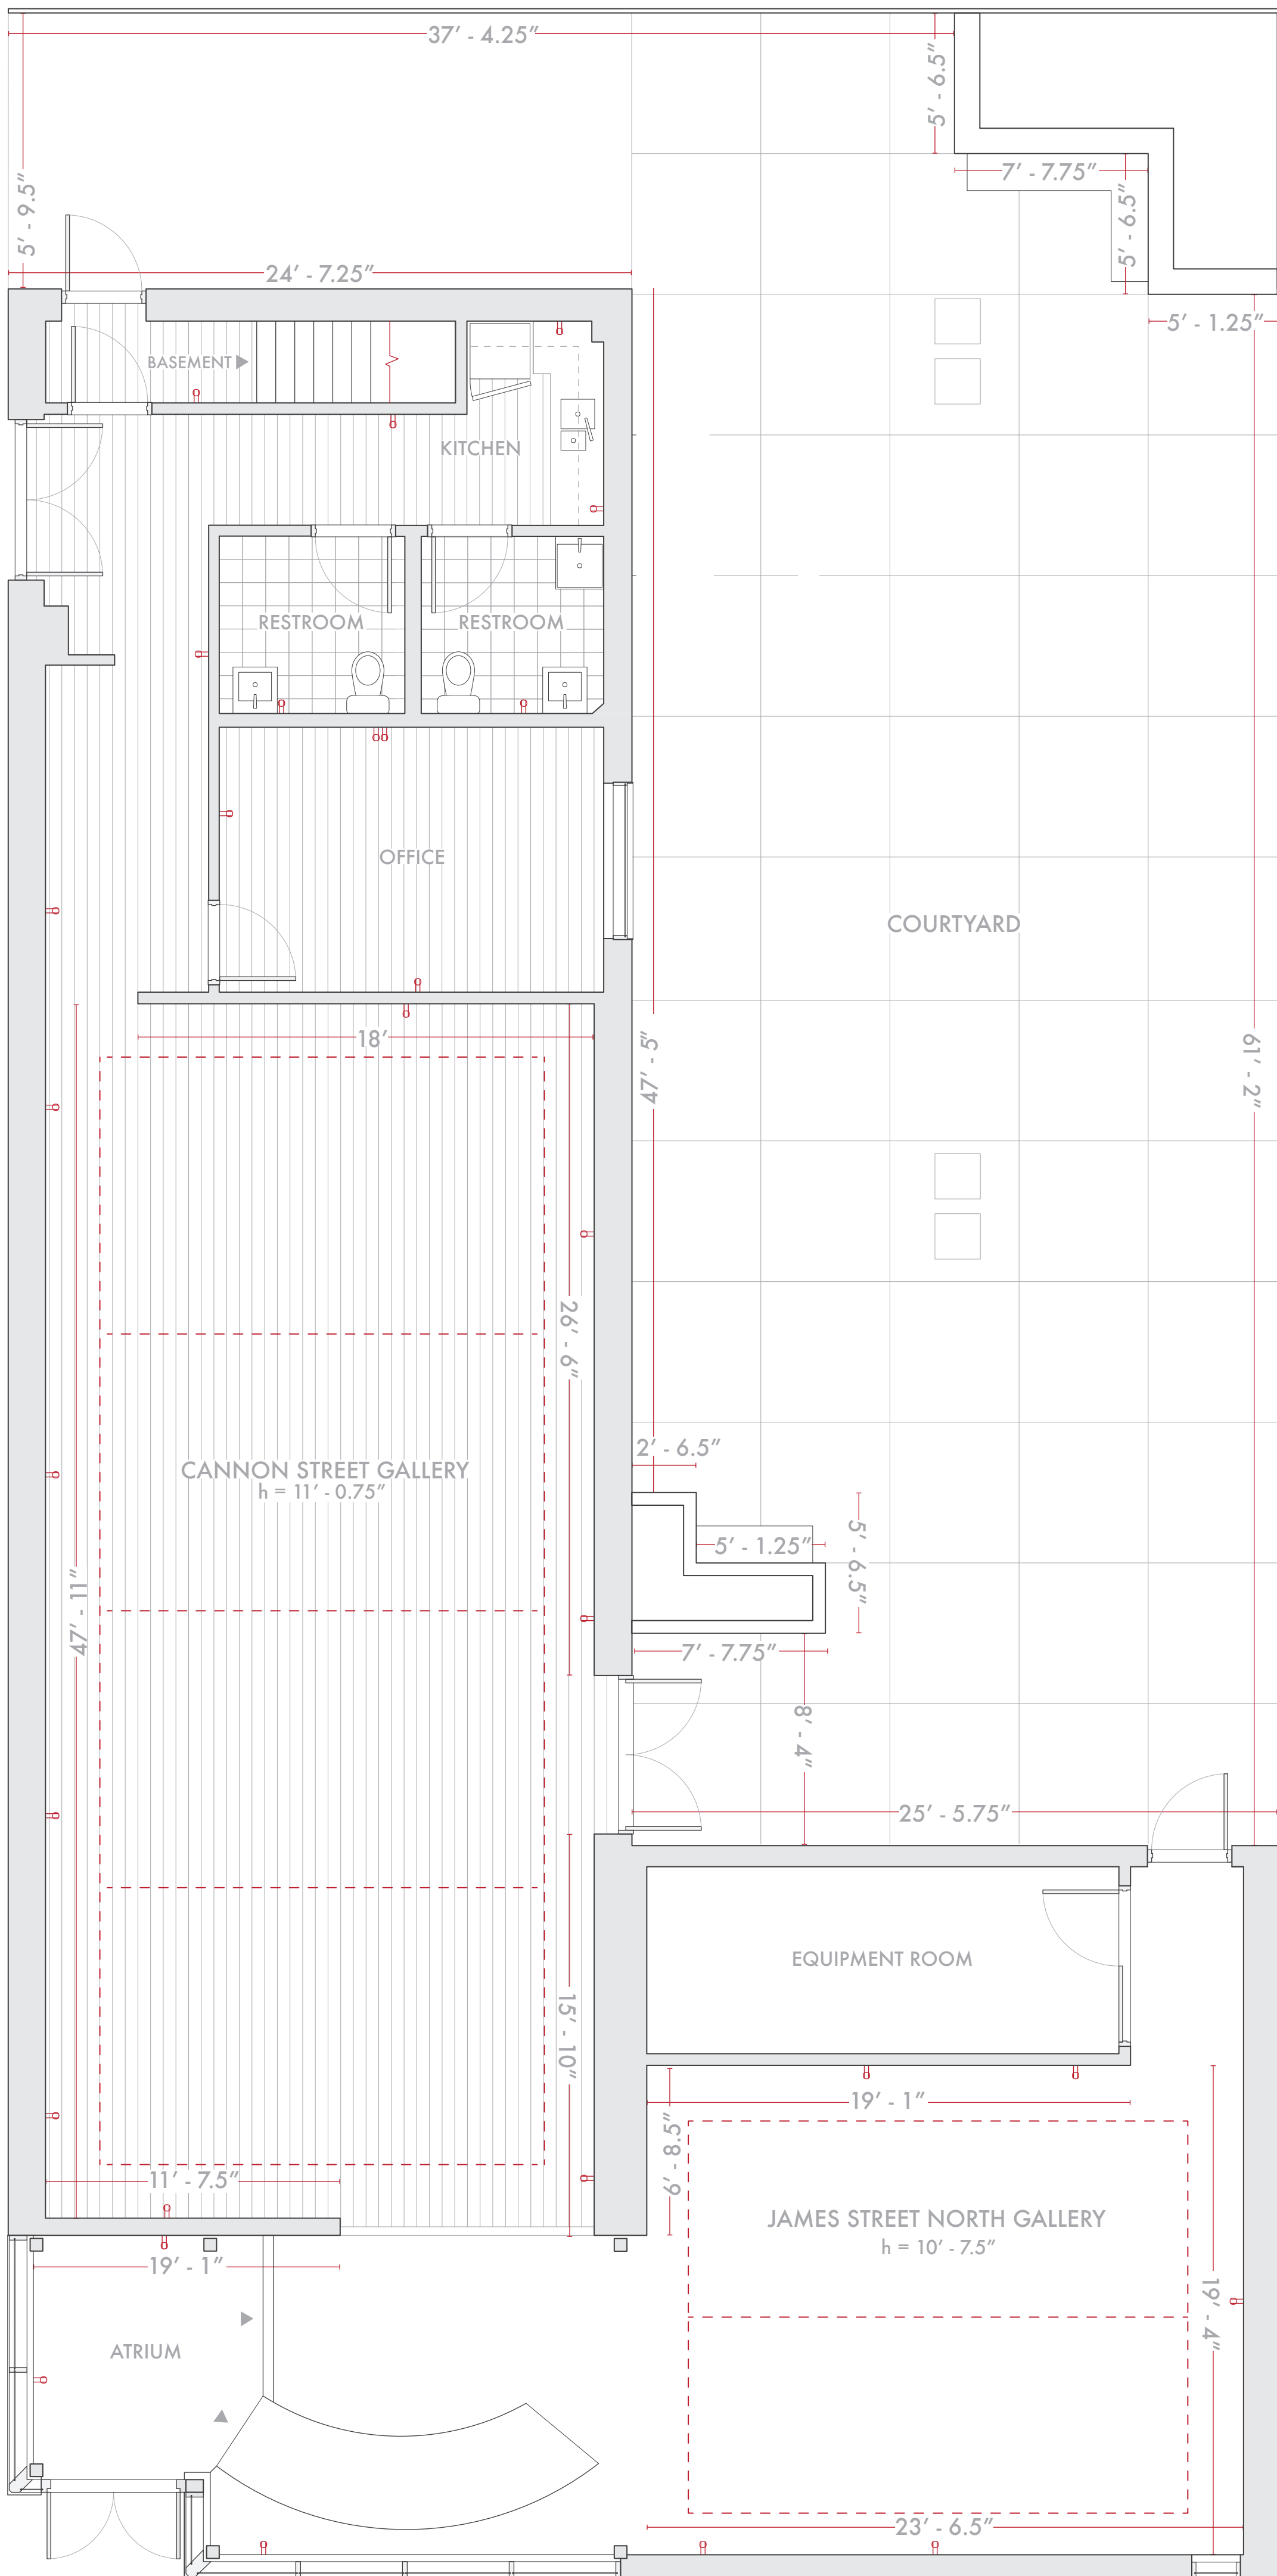 37' - 4.25"
5' - 6.5"
7' - 7.75"
5' - 9.5"
5' - 6.5"
24' - 7.25"
5' - 1.25"
BASEMENT
KITCHEN
RESTROOM
RESTROOM
OFFICE
COURTYARD
18'
47' - 5"
61' - 2"
26' - 6"
2' - 6.5"
CANNON STREET GALLERY
h = 11' - 0.75"
5' - 1.25"
5' - 6.5"
47' - 11"
7' - 7.75"
8' - 4"
25' - 5.75"
EQUIPMENT ROOM
15' - 10"
19' - 1"
6' - 8.5"
11' - 7.5"
JAMES STREET NORTH GALLERY
h = 10' - 7.5"
19' - 1"
19' - 4"
ATRIUM
23' - 6.5"